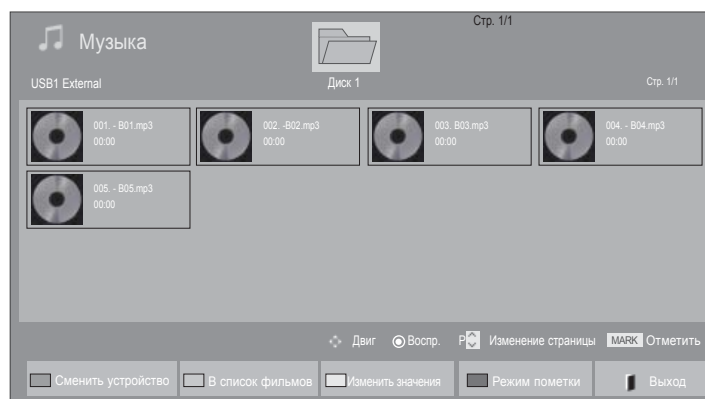 Стр. 1/1
Музыка
USB1 External
Диск 1
Стр. 1/1
001. - B01.mp3
00:00
002. -B02.mp3
00:00
003. B03.mp3
00:00
004. - B04.mp3
00:00
005. - B05.mp3
00:00
Двиг Воспр. P Изменение страницы MARK Отметить
Сменить устройство В список фильмов Изменить значения Режим пометки Выход